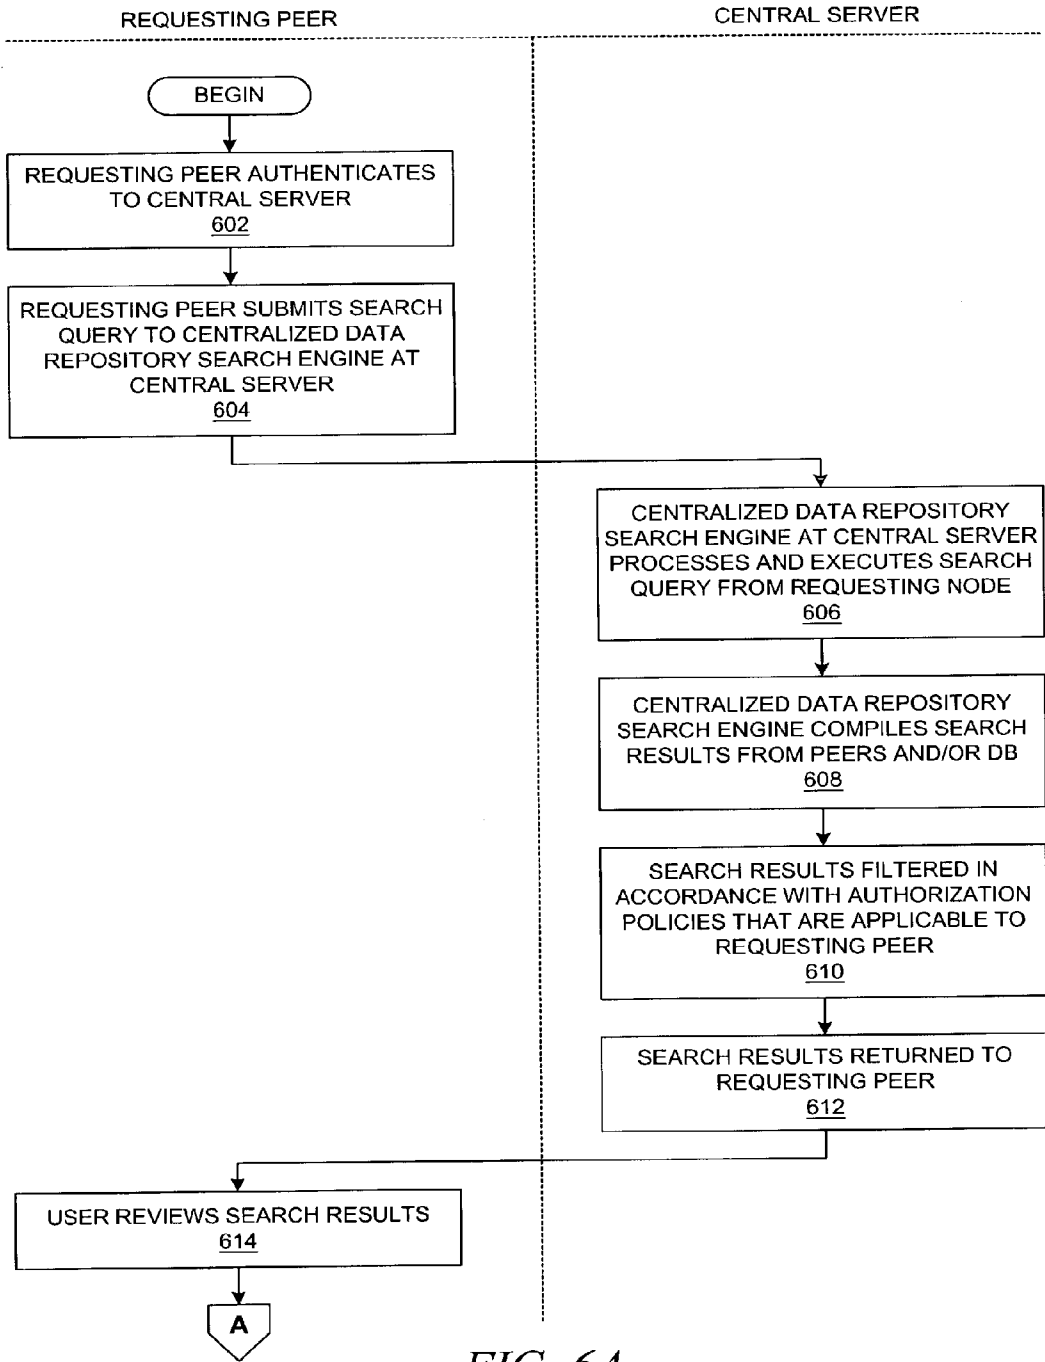 REQUESTING PEER
CENTRAL SERVER
BEGIN
REQUESTING PEER AUTHENTICATES
TO CENTRAL SERVER
602
REQUESTING PEER SUBMITS SEARCH
QUERY TO CENTRALIZED DATA
REPOSITORY SEARCH ENGINE AT
CENTRAL SERVER
604
CENTRALIZED DATA REPOSITORY
SEARCH ENGINE AT CENTRAL SERVER
PROCESSES AND EXECUTES SEARCH
QUERY FROM REQUESTING NODE
606
CENTRALIZED DATA REPOSITORY
SEARCH ENGINE COMPILES SEARCH
RESULTS FROM PEERS AND/OR DB
608
SEARCH RESULTS FILTERED IN
ACCORDANCE WITH AUTHORIZATION
POLICIES THAT ARE APPLICABLE TO
REQUESTING PEER
610
SEARCH RESULTS RETURNED TO
REQUESTING PEER
612
USER REVIEWS SEARCH RESULTS
614
A
FIG. 6A